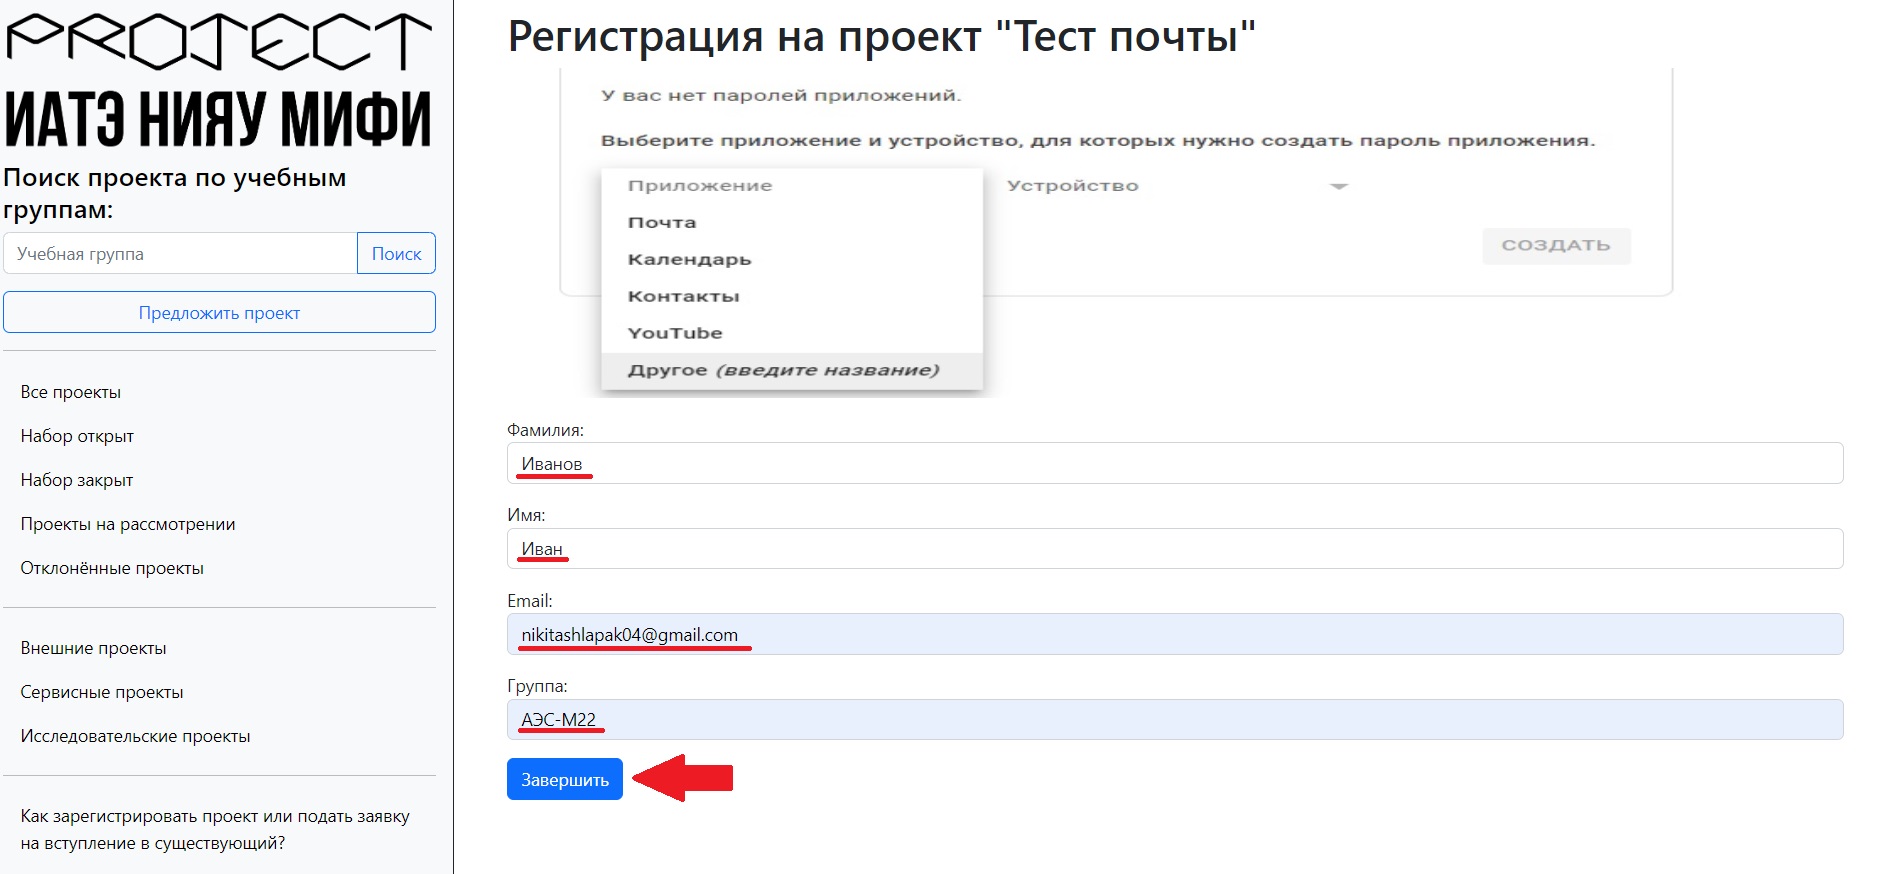 PROJECT
ИАТЭ НИЯУ МИФИ
Поиск проекта по учебным
группам:
Учебная группа
Поиск
Предложить проект
Все проекты
Набор открыт
Набор закрыт
Проекты на рассмотрении
Отклонённые проекты
Внешние проекты
Сервисные проекты
Исследовательские проекты
Как зарегистрировать проект или подать заявку
на вступление в существующий?
Регистрация на проект "Тест почты"
У вас нет паролей приложений.
Выберите приложение и устройство, для которых нужно создать пароль приложения.
Приложение
Устройство
Почта
Календарь
Контакты
YouTube
Другое (введите название)
СОЗДАТЬ
Фамилия:
Иванов
Имя:
Иван
Email:
nikitashlapak04@gmail.com
Группа:
АЭС-М22
Завершить